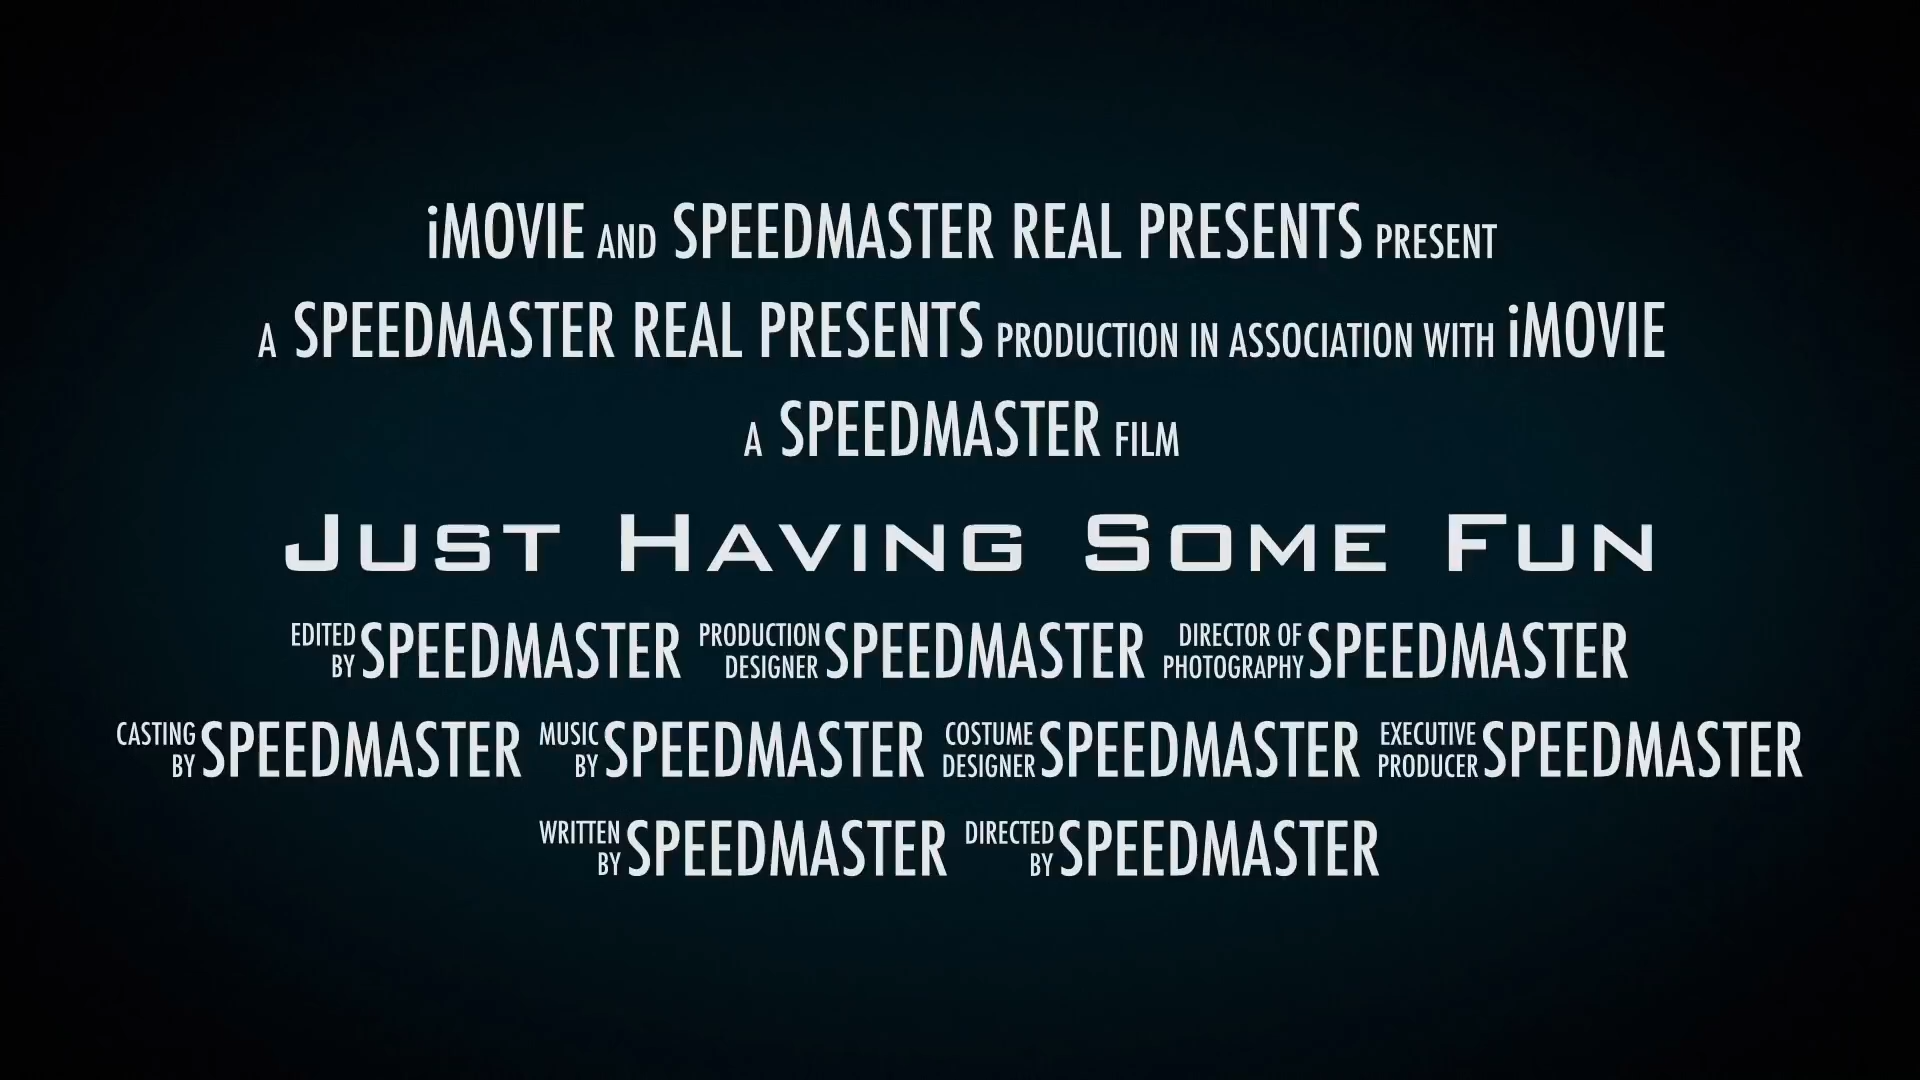 iMOVIE AND SPEEDMASTER REAL PRESENTS PRESENT
A SPEEDMASTER REAL PRESENTS PRODUCTION IN ASSOCIATION WITH iMOVIE
A SPEEDMASTER FILM
JUST HAVING SOME FUN
EDITED BY SPEEDMASTER PRODUCTION DESIGNER SPEEDMASTER DIRECTOR OF PHOTOGRAPHY SPEEDMASTER
CASTING BY SPEEDMASTER MUSIC BY SPEEDMASTER COSTUME DESIGNER SPEEDMASTER EXECUTIVE PRODUCER SPEEDMASTER
WRITTEN BY SPEEDMASTER DIRECTED BY SPEEDMASTER